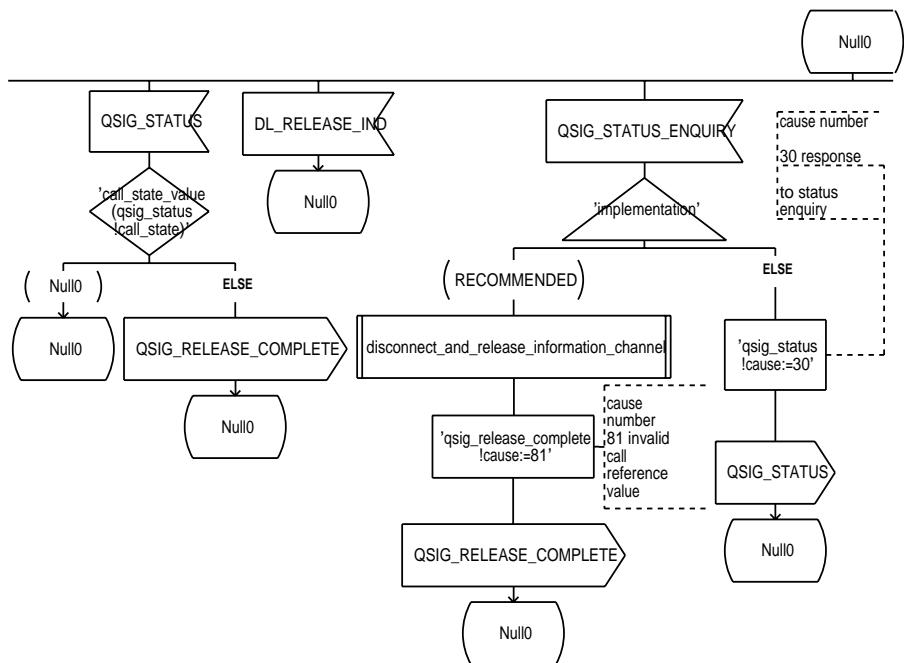 Null0
QSIG_STATUS
DL_RELEASE_IND
QSIG_STATUS_ENQUIRY
cause number
30 response
to status
enquiry
'call_state_value
(qsig_status
!call_state)'
Null0
'implementation'
( Null0 )
ELSE
(RECOMMENDED)
ELSE
Null0
QSIG_RELEASE_COMPLETE
disconnect_and_release_information_channel
'qsig_status
!cause:=30'
Null0
'qsig_release_complete
!cause:=81'
cause
number
81 invalid
call
reference
value
QSIG_STATUS
QSIG_RELEASE_COMPLETE
Null0
Null0